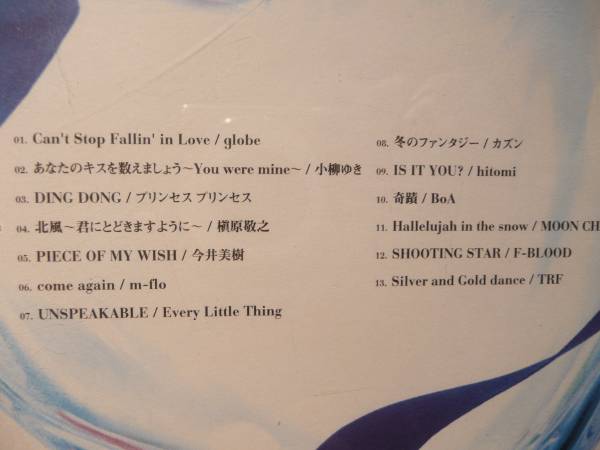 01. Can't Stop Fallin' in Love / globe
02. あなたのキスを数えましょう〜You were mine〜 / 小柳ゆき
03. DING DONG / プリンセス プリンセス
04. 北風〜君にとどきますように〜 / 槇原敬之
05. PIECE OF MY WISH / 今井美樹
06. come again / m-flo
07. UNSPEAKABLE / Every Little Thing
08. 冬のファンタジー / カズン
09. IS IT YOU? / hitomi
10. 奇蹟 / BoA
11. Hallelujah in the snow / MOON CH
12. SHOOTING STAR / F-BLOOD
13. Silver and Gold dance / TRF